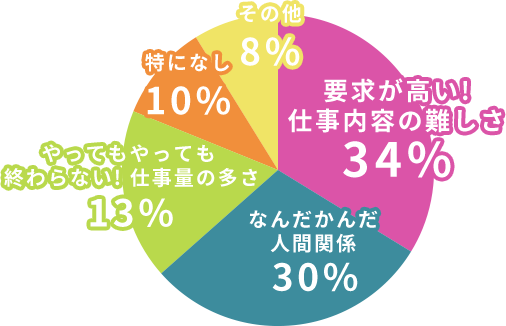 その他
8%
特になし
10%
要求が高い!
仕事内容の難しさ
34%
やってもやっても
終わらない! 仕事量の多さ
13%
なんだかんだ
人間関係
30%